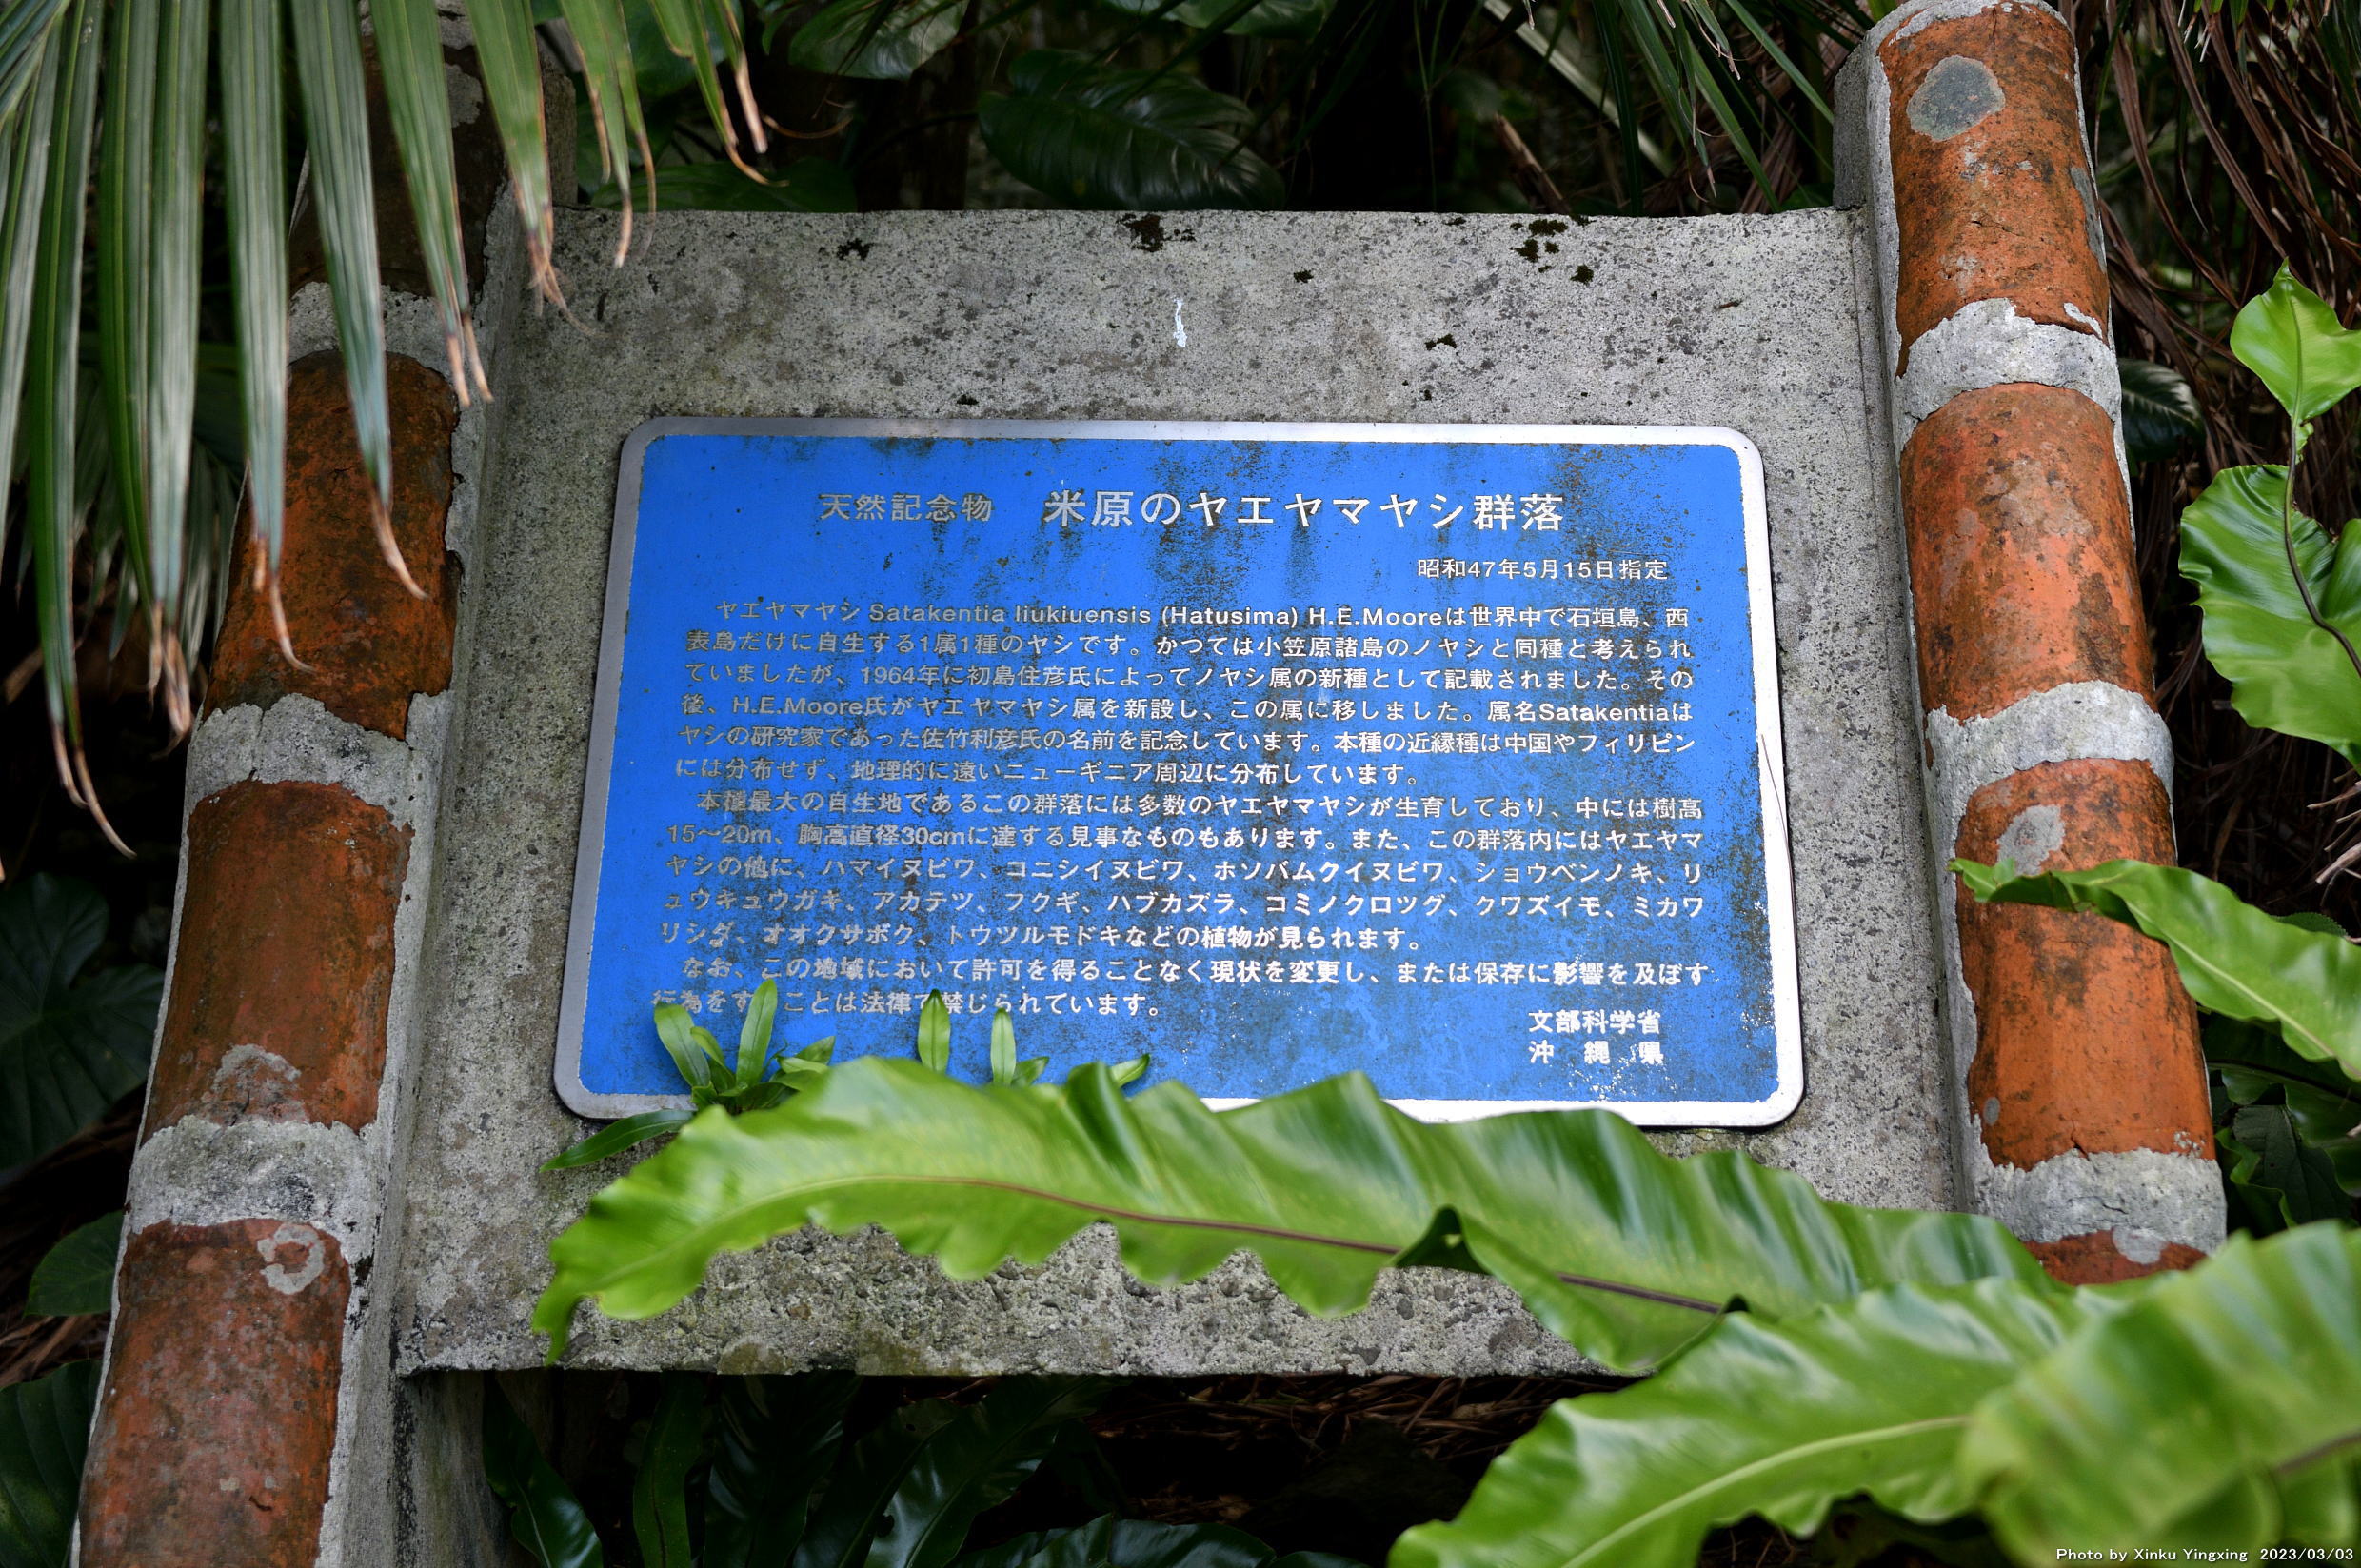 天然記念物　米原のヤエヤマヤシ群落
昭和47年5月15日指定
ヤエヤマヤシ Satakentia liukiuensis (Hatusima) H.E.Mooreは世界中で石垣島、西
表島だけに自生する1属1種のヤシです。かつては小笠原諸島のノヤシと同種と考えられ
ていましたが、1964年に初島住彦氏によってノヤシ属の新種として記載されました。その
後、H.E.Moore氏がヤエヤマヤシ属を新設し、この属に移しました。属名Satakentiaは
ヤシの研究家であった佐竹利彦氏の名前を記念しています。本種の近縁種は中国やフィリピン
には分布せず、地理的に遠いニューギニア周辺に分布しています。
本種最大の自生地であるこの群落には多数のヤエヤマヤシが生育しており、中には樹高
15〜20m、胸高直径30cmに達する見事なものもあります。また、この群落内にはヤエヤマ
ヤシの他に、ハマイヌビワ、コニシイヌビワ、ホソバムクイヌビワ、ショウベンノキ、リ
ュウキュウガキ、アカテツ、フクギ、ハブカズラ、コミノクロツグ、クワズイモ、ミカワ
リシダ、オオクサボク、トウツルモドキなどの植物が見られます。
なお、この地域において許可を得ることなく現状を変更し、または保存に影響を及ぼす
行為をすことは法律で禁じられています。
文部科学省
沖　縄　県
Photo by Xinku Yingxing 2023/03/03